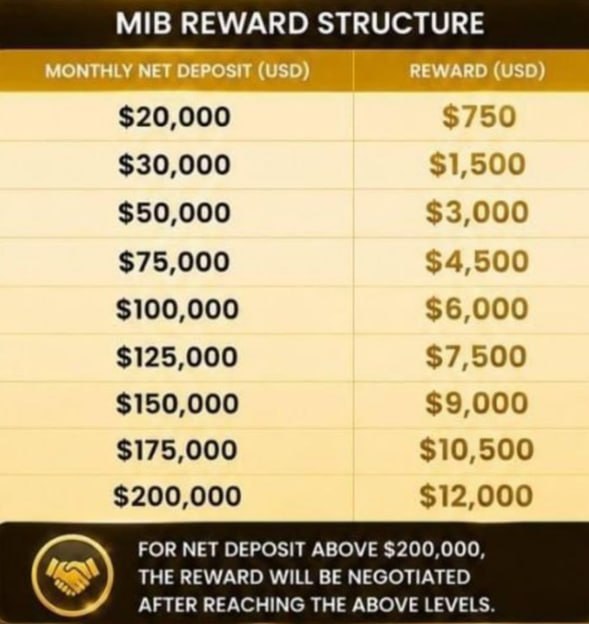 MIB REWARD STRUCTURE
MONTHLY NET DEPOSIT (USD) REWARD (USD)
$20,000 $750
$30,000 $1,500
$50,000 $3,000
$75,000 $4,500
$100,000 $6,000
$125,000 $7,500
$150,000 $9,000
$175,000 $10,500
$200,000 $12,000
FOR NET DEPOSIT ABOVE $200,000,
THE REWARD WILL BE NEGOTIATED
AFTER REACHING THE ABOVE LEVELS.